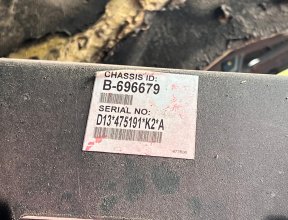 CHASSIS ID:
B-696679
SERIAL NO:
D13*475191*K2*A